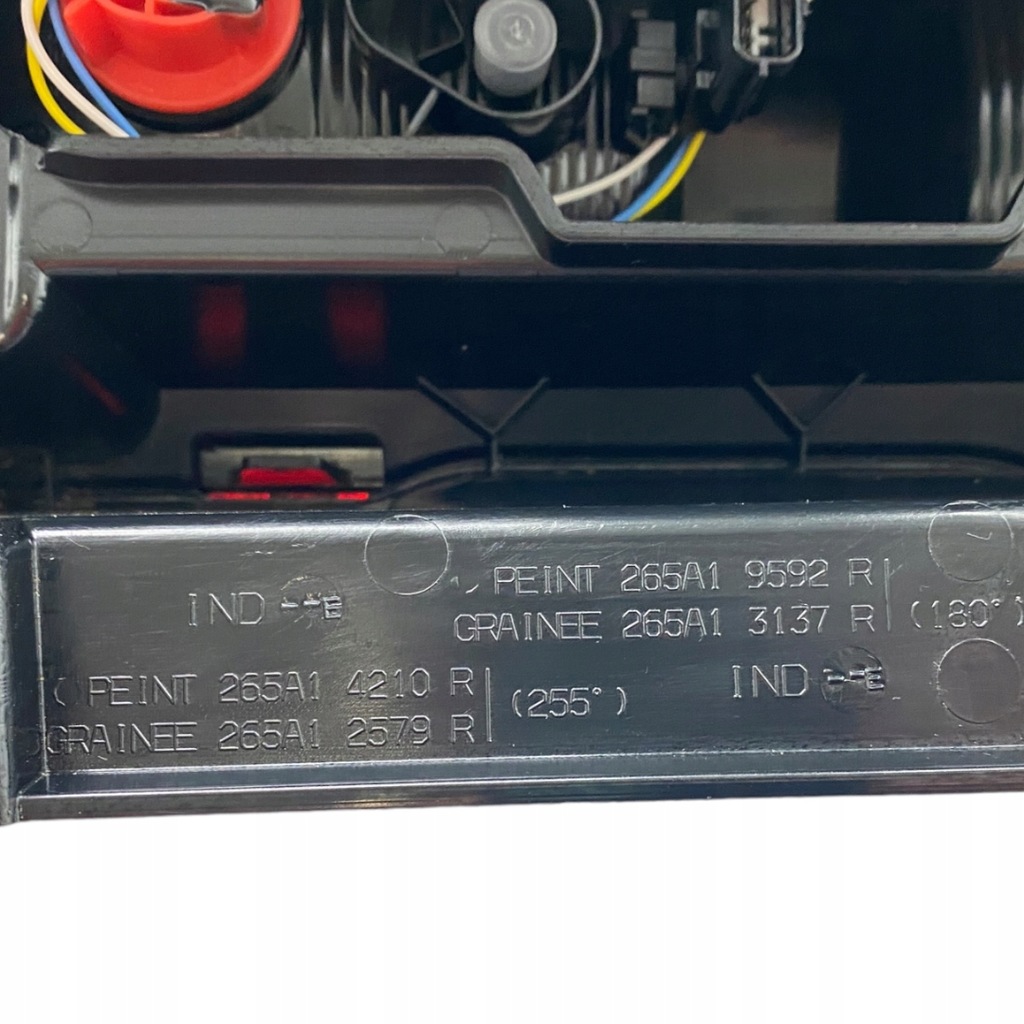 PEINT 265A1 9592 R
IND --E
GRAINEE 265A1 3137 R (180°)
PEINT 265A1 4210 R
IND --E
(255°)
GRAINEE 265A1 2579 R